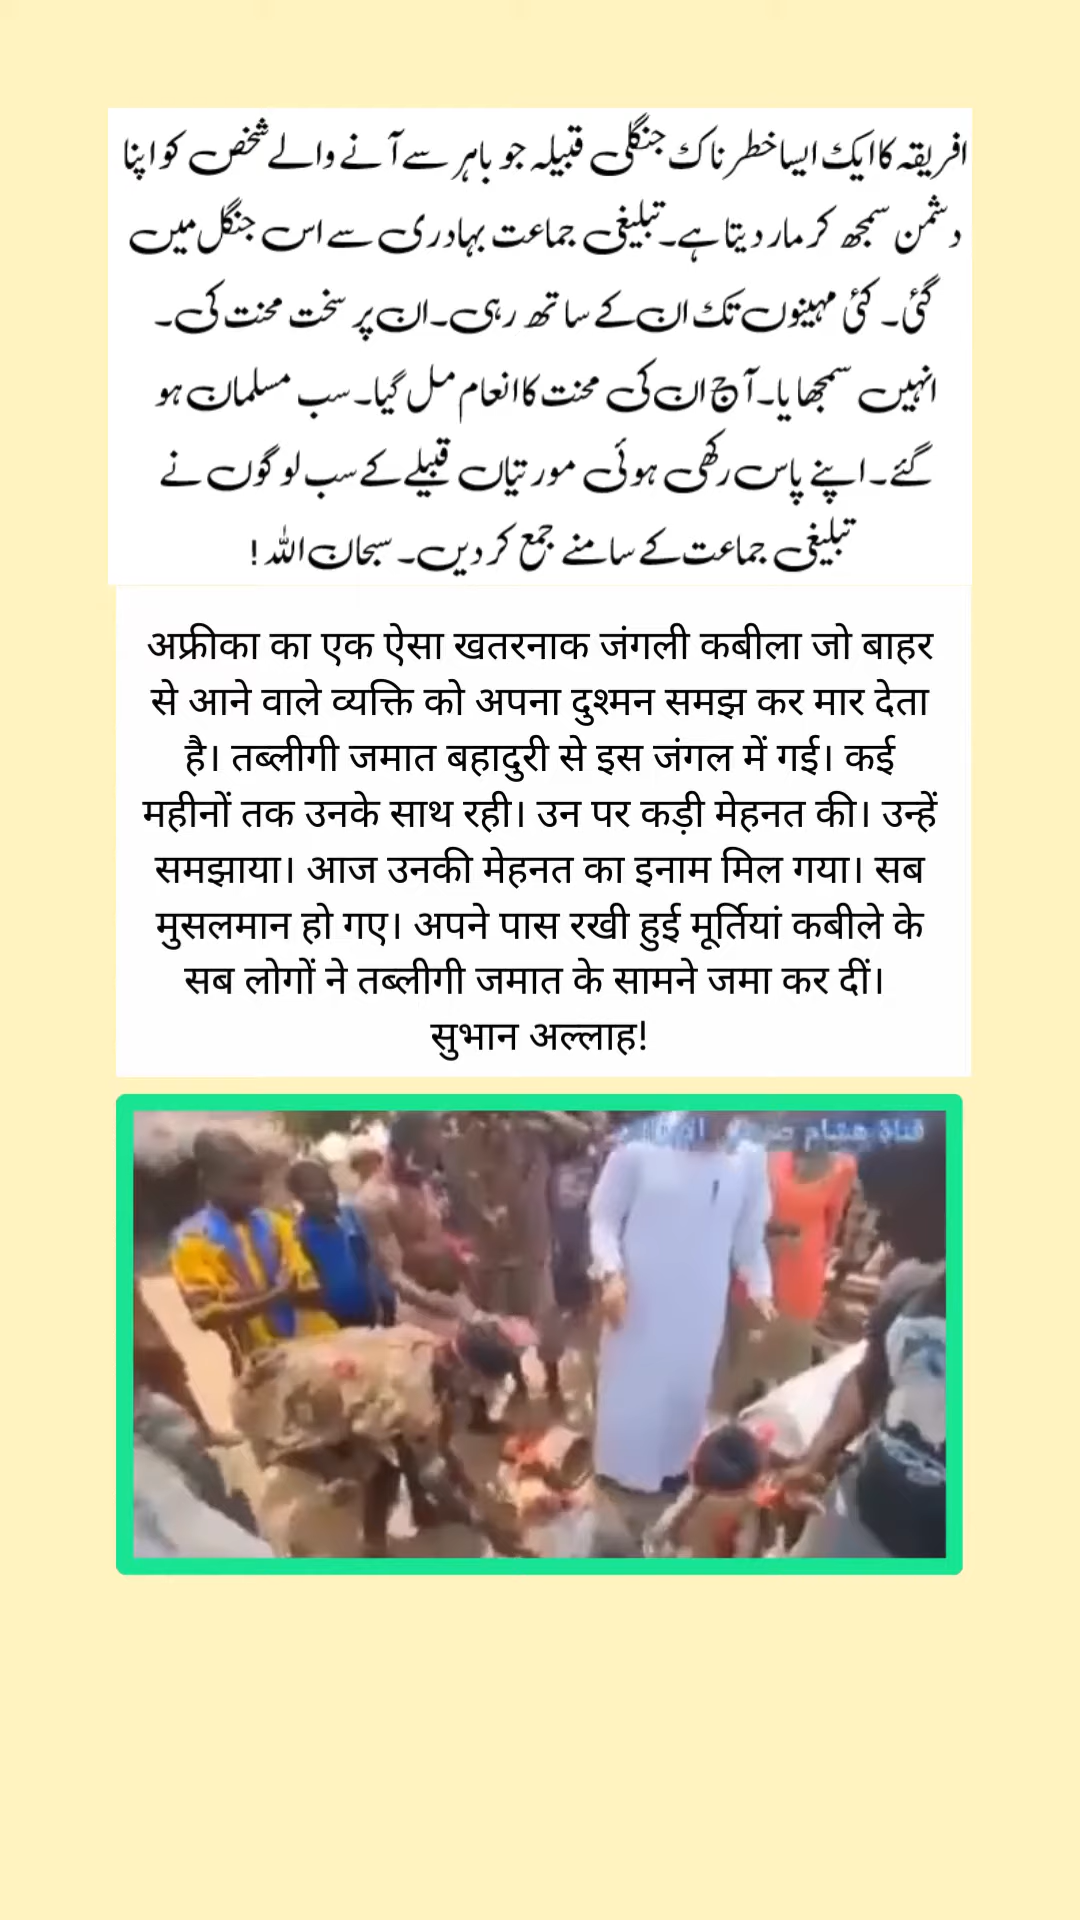 افریقہ کا ایک ایسا خطرناک جنگلی قبیلہ جو باہر سے آنے والے شخص کو اپنا
دشمن سمجھ کر مار دیتا ہے۔ تبلیغی جماعت بہادری سے اس جنگل میں
گئی۔ کئی مہینوں تک ان کے ساتھ رہی۔ ان پر سخت محنت کی۔
انہیں سمجھایا۔ آج ان کی محنت کا انعام مل گیا۔ سب مسلمان ہو
گئے۔ اپنے پاس رکھی ہوئی مورتیاں قبیلے کے سب لوگوں نے
تبلیغی جماعت کے سامنے جمع کر دیں۔ سبحان اللہ!
अफ्रीका का एक ऐसा खतरनाक जंगली कबीला जो बाहर
से आने वाले व्यक्ति को अपना दुश्मन समझ कर मार देता
है। तब्लीगी जमात बहादुरी से इस जंगल में गई। कई
महीनों तक उनके साथ रही। उन पर कड़ी मेहनत की। उन्हें
समझाया। आज उनकी मेहनत का इनाम मिल गया। सब
मुसलमान हो गए। अपने पास रखी हुई मूर्तियां कबीले के
सब लोगों ने तब्लीगी जमात के सामने जमा कर दीं।
सुभान अल्लाह!
قناة هشام